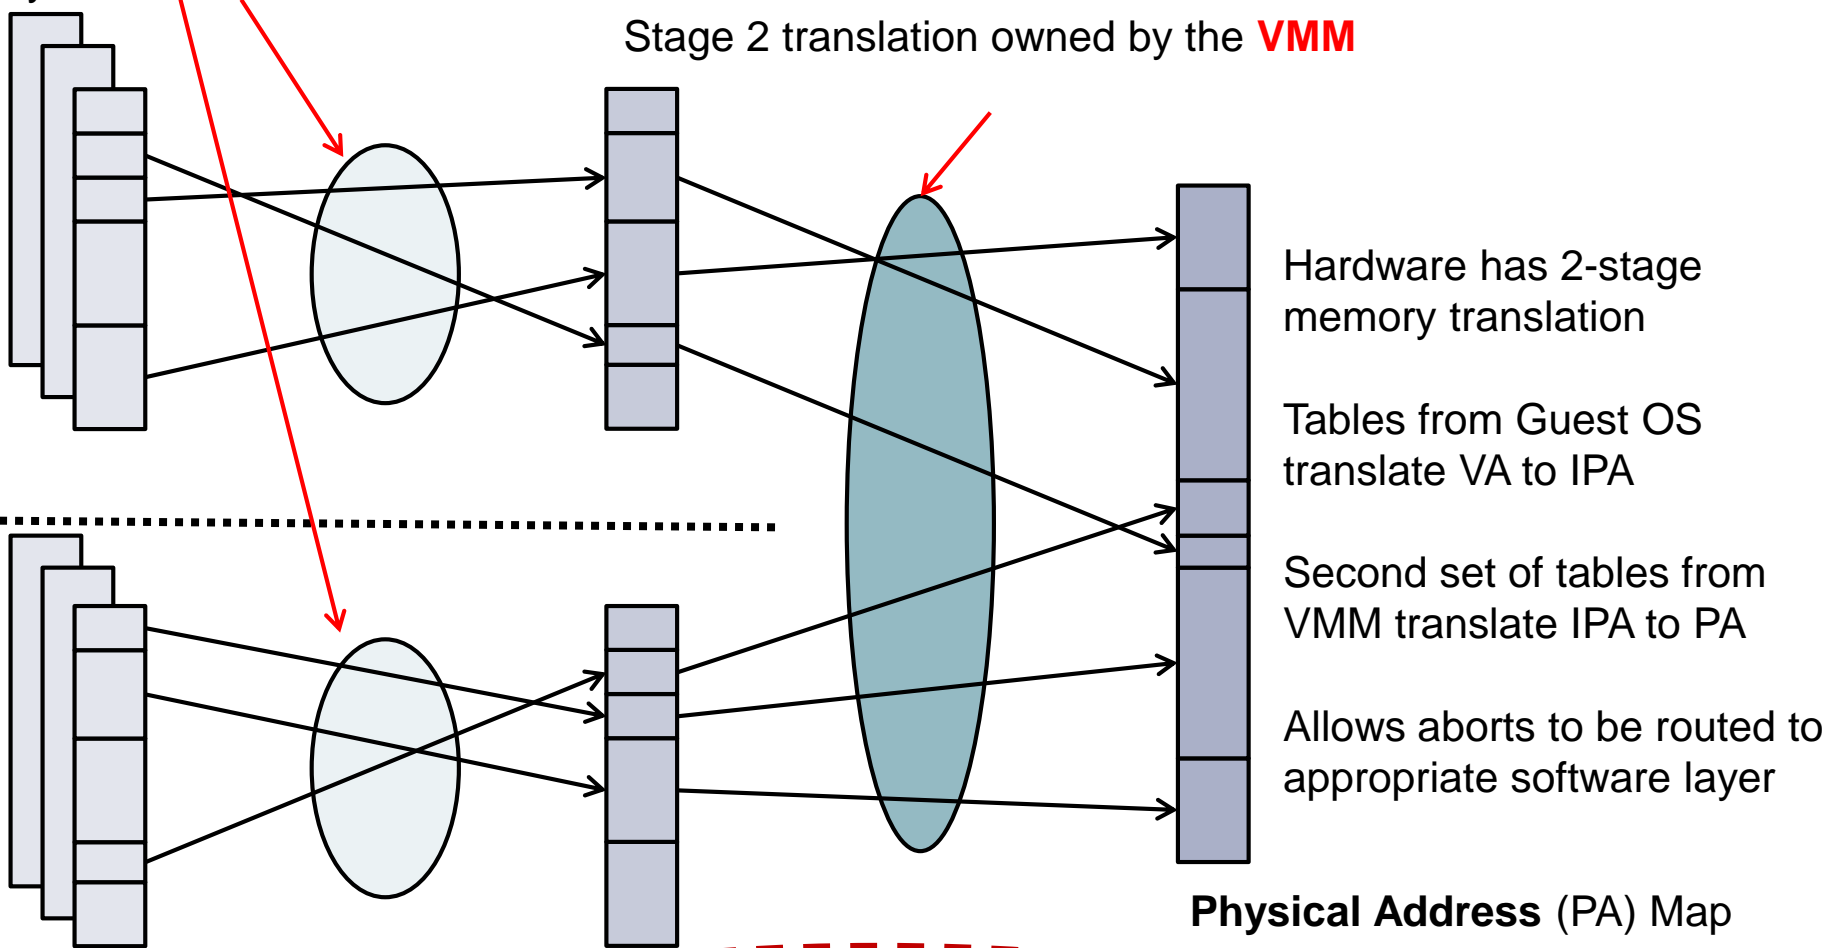 Stage 2 translation owned by the VMM
Hardware has 2-stage
memory translation
Tables from Guest OS
translate VA to IPA
Second set of tables from
VMM translate IPA to PA
Allows aborts to be routed to
appropriate software layer
Physical Address (PA) Map